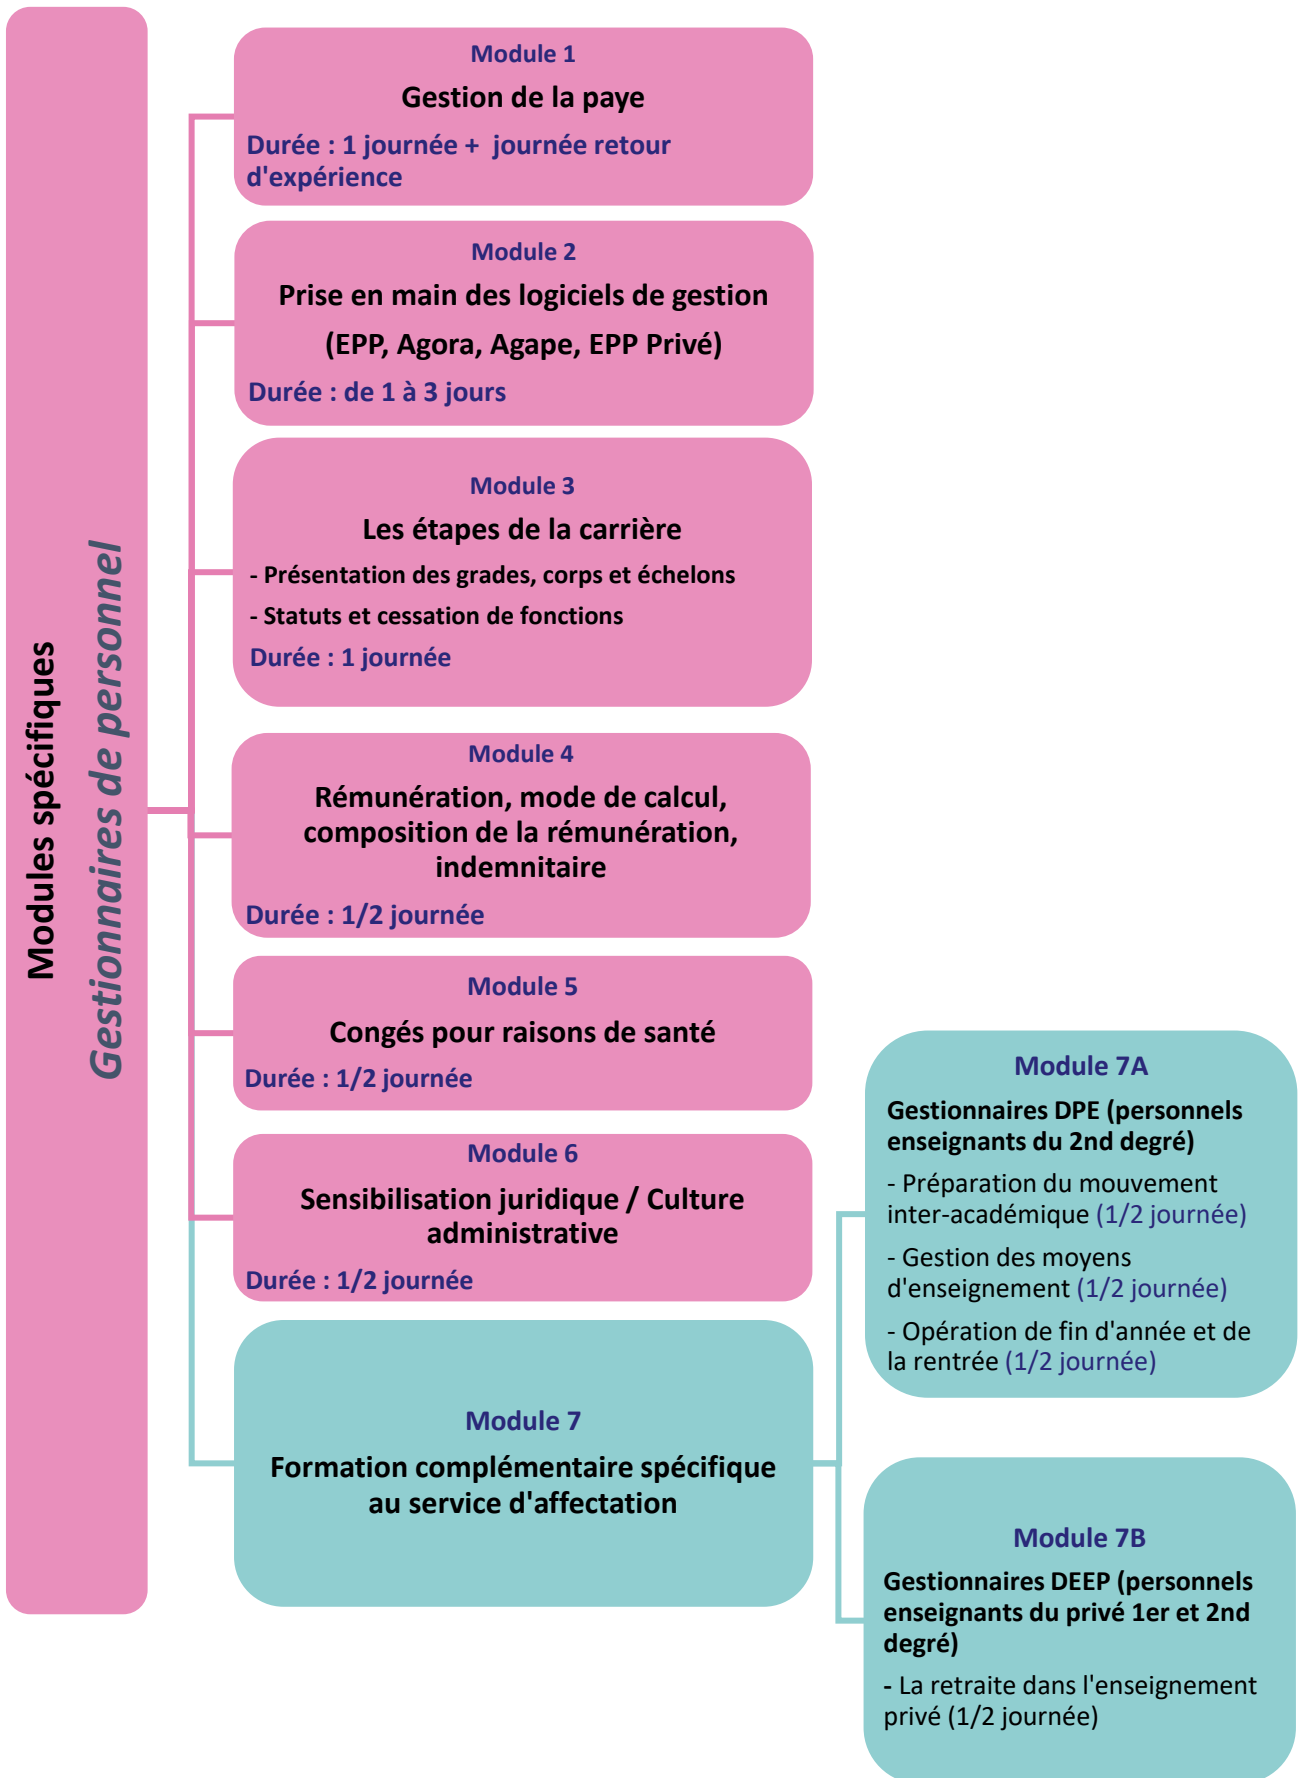 Modules spécifiques
Gestionnaires de personnel
Module 1
Gestion de la paye
Durée : 1 journée +  journée retour
d'expérience
Module 2
Prise en main des logiciels de gestion
(EPP, Agora, Agape, EPP Privé)
Durée : de 1 à 3 jours
Module 3
Les étapes de la carrière
- Présentation des grades, corps et échelons
- Statuts et cessation de fonctions
Durée : 1 journée
Module 4
Rémunération, mode de calcul,
composition de la rémunération,
indemnitaire
Durée : 1/2 journée
Module 5
Congés pour raisons de santé
Durée : 1/2 journée
Module 6
Sensibilisation juridique / Culture
administrative
Durée : 1/2 journée
Module 7
Formation complémentaire spécifique
au service d'affectation
Module 7A
Gestionnaires DPE (personnels
enseignants du 2nd degré)
- Préparation du mouvement
inter-académique (1/2 journée)
- Gestion des moyens
d'enseignement (1/2 journée)
- Opération de fin d'année et de
la rentrée (1/2 journée)
Module 7B
Gestionnaires DEEP (personnels
enseignants du privé 1er et 2nd
degré)
- La retraite dans l'enseignement
privé (1/2 journée)